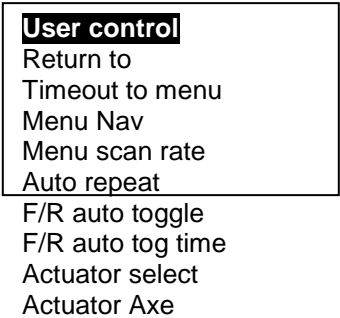 User control
Return to
Timeout to menu
Menu Nav
Menu scan rate
Auto repeat
F/R auto toggle
F/R auto tog time
Actuator select
Actuator Axe